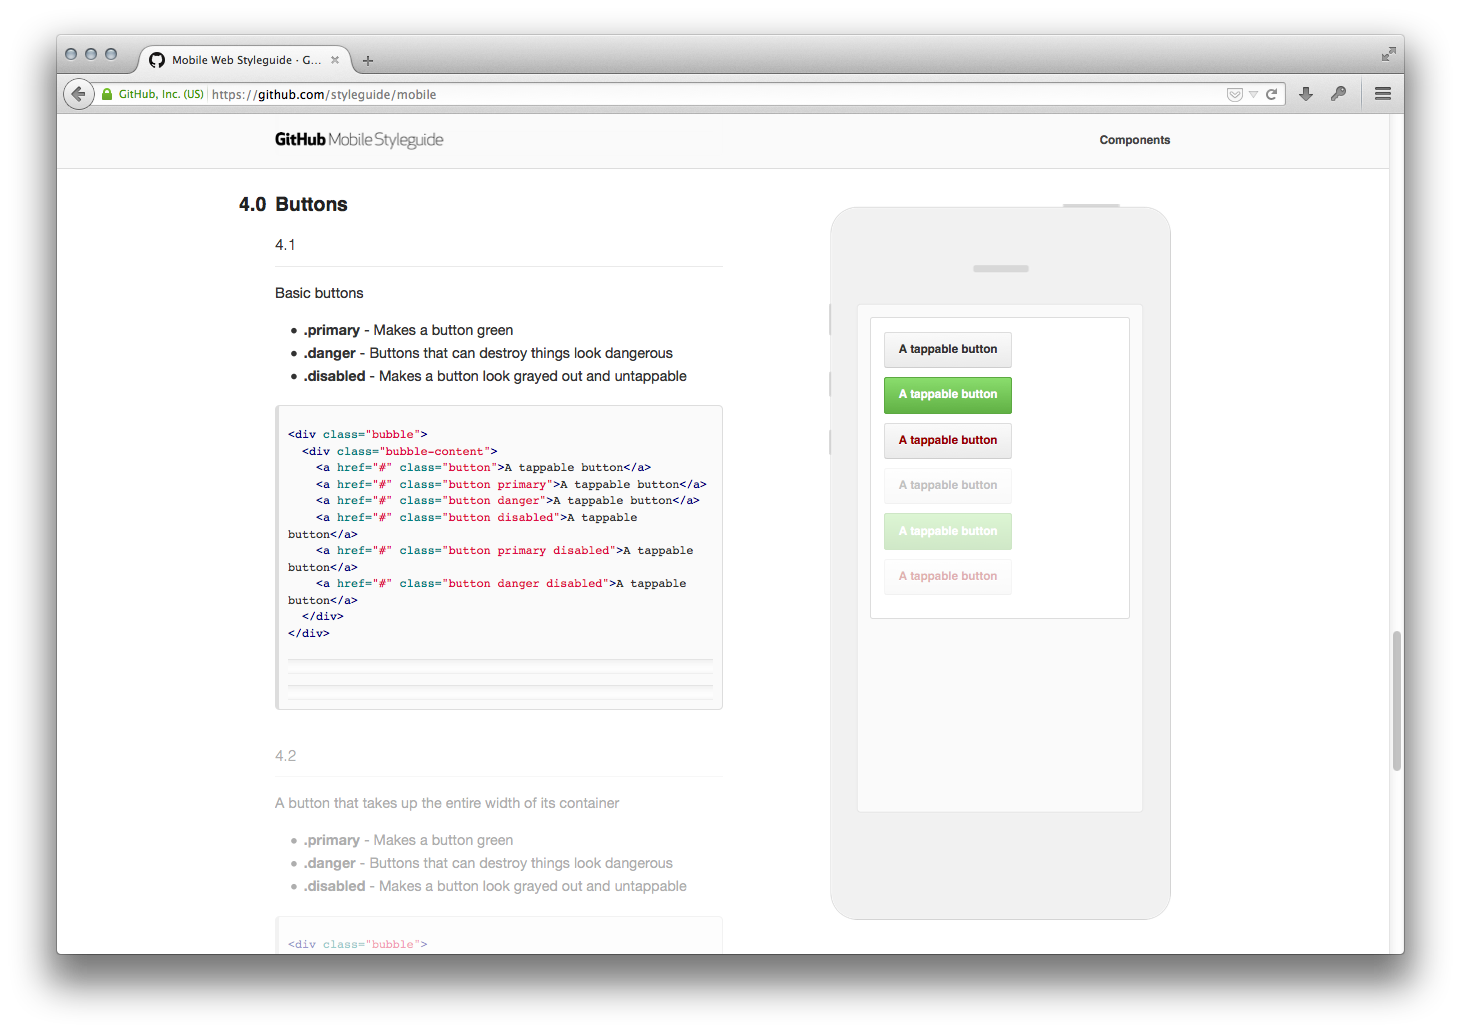 Mobile Web Styleguide · G...
GitHub, Inc. (US) https://github.com/styleguide/mobile
GitHub Mobile Styleguide
Components
4.0 Buttons
4.1
Basic buttons
• .primary - Makes a button green
• .danger - Buttons that can destroy things look dangerous
• .disabled - Makes a button look grayed out and untappable
<div class="bubble">
<div class="bubble-content">
<a href="#" class="button">A tappable button</a>
<a href="#" class="button primary">A tappable button</a>
<a href="#" class="button danger">A tappable button</a>
<a href="#" class="button disabled">A tappable
button</a>
<a href="#" class="button primary disabled">A tappable
button</a>
<a href="#" class="button danger disabled">A tappable
button</a>
</div>
</div>
4.2
A button that takes up the entire width of its container
• .primary - Makes a button green
• .danger - Buttons that can destroy things look dangerous
• .disabled - Makes a button look grayed out and untappable
<div class="bubble">
A tappable button
A tappable button
A tappable button
A tappable button
A tappable button
A tappable button